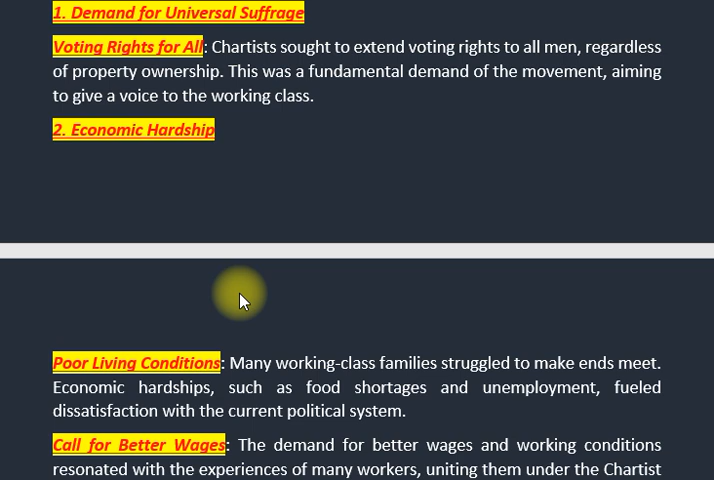 1. Demand for Universal Suffrage
Voting Rights for All: Chartists sought to extend voting rights to all men, regardless
of property ownership. This was a fundamental demand of the movement, aiming
to give a voice to the working class.
2. Economic Hardship
Poor Living Conditions: Many working-class families struggled to make ends meet.
Economic hardships, such as food shortages and unemployment, fueled
dissatisfaction with the current political system.
Call for Better Wages: The demand for better wages and working conditions
resonated with the experiences of many workers, uniting them under the Chartist